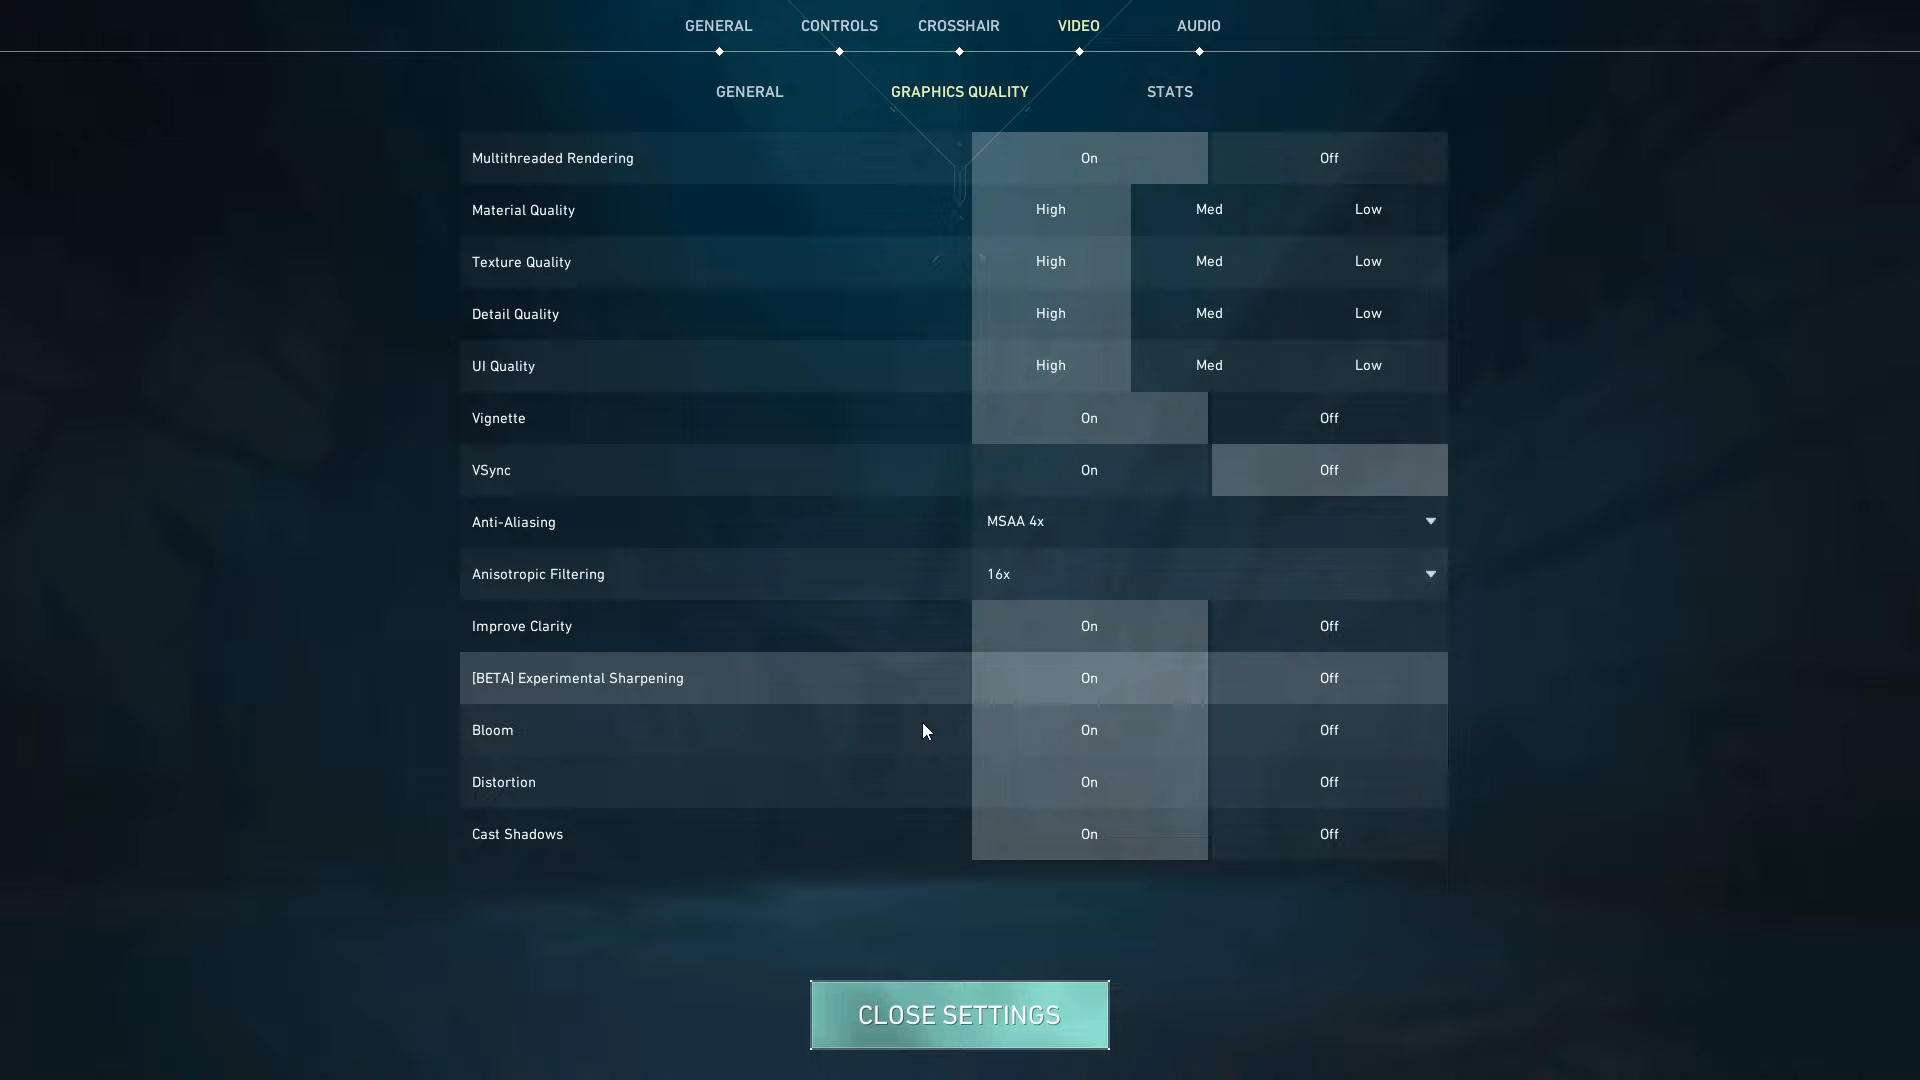 GENERAL CONTROLS CROSSHAIR VIDEO AUDIO
GENERAL GRAPHICS QUALITY STATS
Multithreaded Rendering On Off
Material Quality High Med Low
Texture Quality High Med Low
Detail Quality High Med Low
UI Quality High Med Low
Vignette On Off
VSync On Off
Anti-Aliasing MSAA 4x
Anisotropic Filtering 16x
Improve Clarity On Off
[BETA] Experimental Sharpening On Off
Bloom On Off
Distortion On Off
Cast Shadows On Off
CLOSE SETTINGS